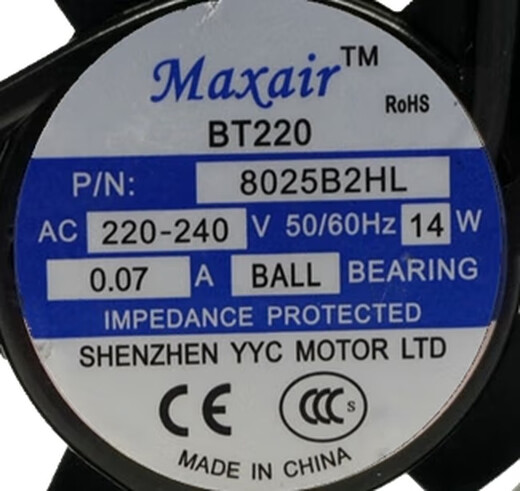 Maxair™
RoHS
BT220
P/N: 8025B2HL
AC 220-240 V 50/60Hz 14 W
0.07 A BALL BEARING
IMPEDANCE PROTECTED
SHENZHEN YYC MOTOR LTD
CE CCC S
MADE IN CHINA